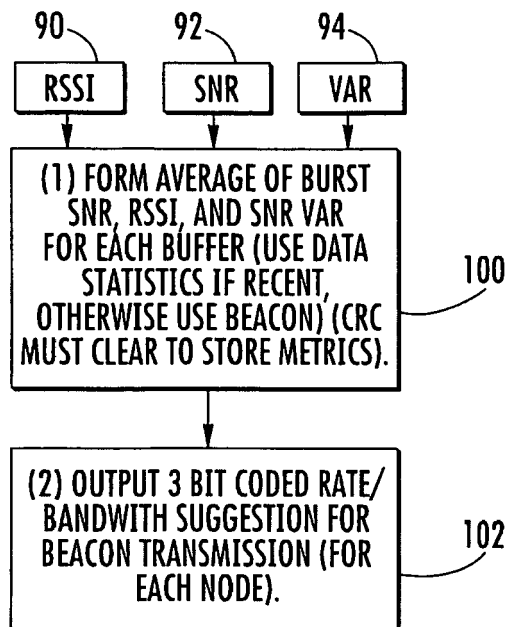 90 92 94
RSSI SNR VAR
(1) FORM AVERAGE OF BURST
SNR, RSSI, AND SNR VAR
FOR EACH BUFFER (USE DATA
STATISTICS IF RECENT,
OTHERWISE USE BEACON) (CRC
MUST CLEAR TO STORE METRICS).
100
(2) OUTPUT 3 BIT CODED RATE/
BANDWITH SUGGESTION FOR
BEACON TRANSMISSION (FOR
EACH NODE).
102